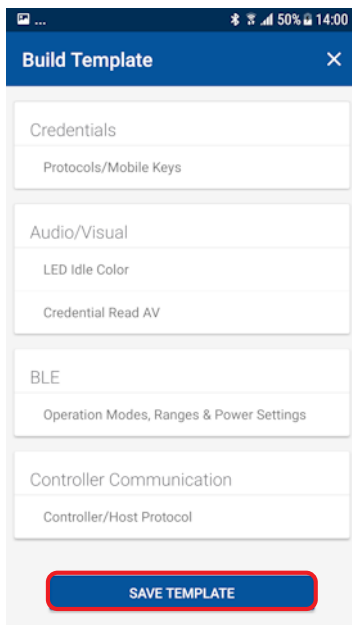 ... 50% 14:00
Build Template
Credentials
Protocols/Mobile Keys
Audio/Visual
LED Idle Color
Credential Read AV
BLE
Operation Modes, Ranges & Power Settings
Controller Communication
Controller/Host Protocol
SAVE TEMPLATE